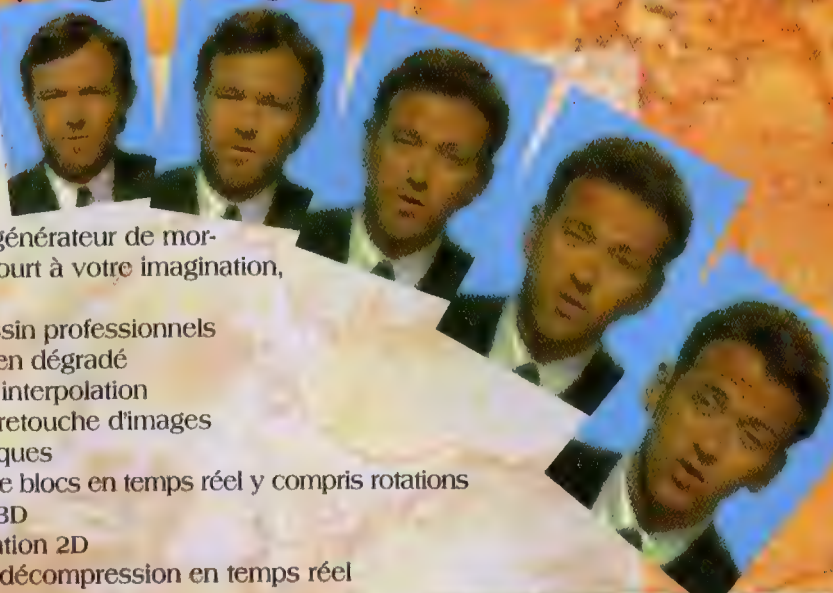 générateur de mor-
ourt à votre imagination,
ssin professionnels
en dégradé
interpolation
retouche d'images
ques
e blocs en temps réel y compris rotations
3D
ation 2D
décompression en temps réel